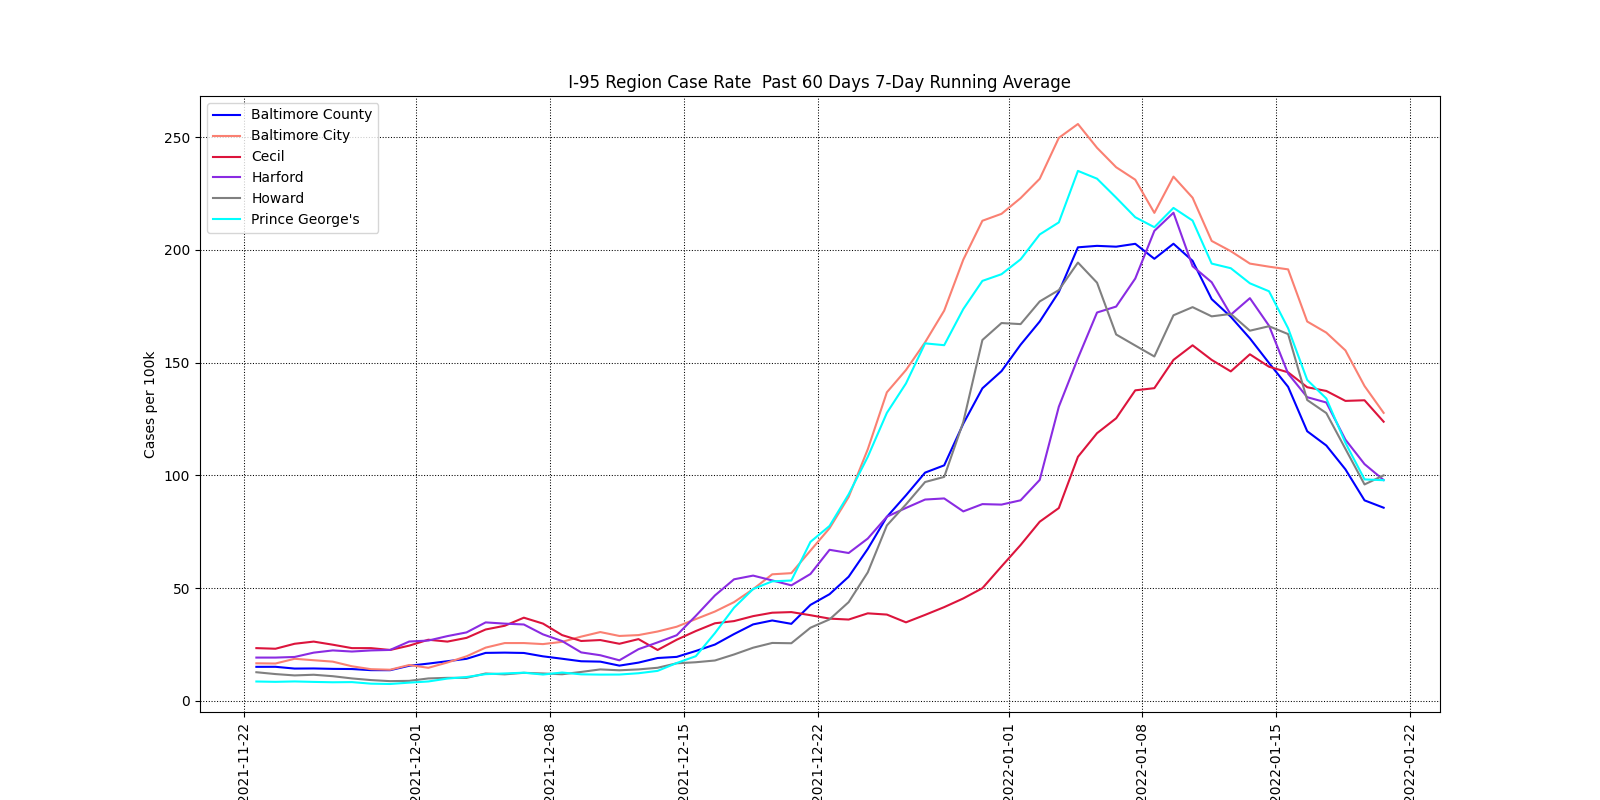 I-95 Region Case Rate  Past 60 Days 7-Day Running Average
Baltimore County
Baltimore City
Cecil
Harford
Howard
Prince George's
Cases per 100k
250
200
150
100
50
0
2021-11-22
2021-12-01
2021-12-08
2021-12-15
2021-12-22
2022-01-01
2022-01-08
2022-01-15
2022-01-22